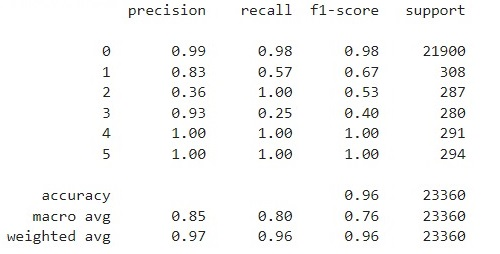 precision recall f1-score support
0 0.99 0.98 0.98 21900
1 0.83 0.57 0.67 308
2 0.36 1.00 0.53 287
3 0.93 0.25 0.40 280
4 1.00 1.00 1.00 291
5 1.00 1.00 1.00 294
accuracy 0.96 23360
macro avg 0.85 0.80 0.76 23360
weighted avg 0.97 0.96 0.96 23360